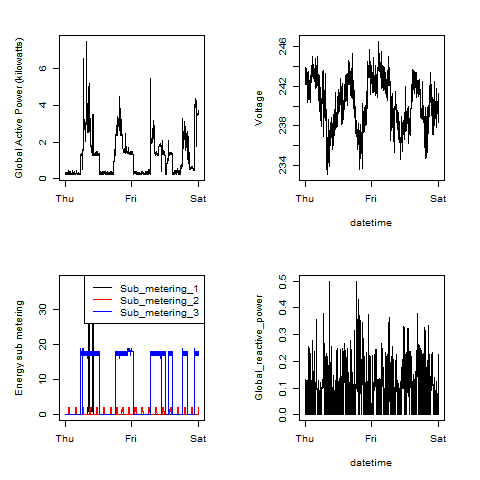 Global Active Power (kilowatts)
6
4
2
0
Thu Fri Sat
Voltage
246
242
238
234
Thu Fri Sat
datetime
Energy sub metering
30
20
10
0
Sub_metering_1
Sub_metering_2
Sub_metering_3
Thu Fri Sat
Global_reactive_power
0.5
0.4
0.3
0.2
0.1
0.0
Thu Fri Sat
datetime